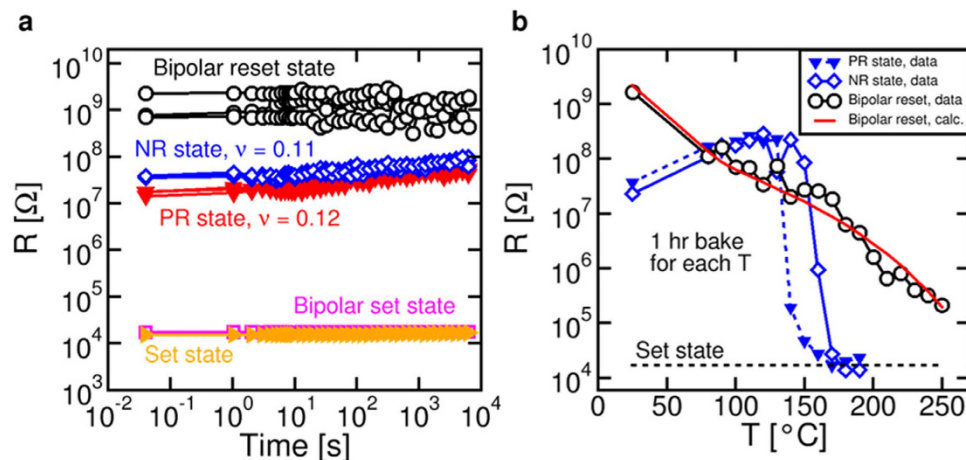 a
10^10
10^9
10^8
10^7
10^6
10^5
10^4
10^3
R [Ω]
Bipolar reset state
NR state, ν = 0.11
PR state, ν = 0.12
Bipolar set state
Set state
10^-2 10^-1 10^0 10^1 10^2 10^3 10^4
Time [s]
b
10^10
10^9
10^8
10^7
10^6
10^5
10^4
R [Ω]
PR state, data
NR state, data
Bipolar reset, data
Bipolar reset, calc.
1 hr bake
for each T
Set state
0 50 100 150 200 250
T [°C]